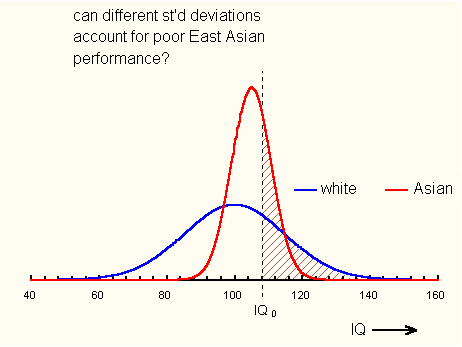 can different st'd deviations
account for poor East Asian
performance?
white
Asian
40 60 80 100 120 140 160
IQ 0
IQ